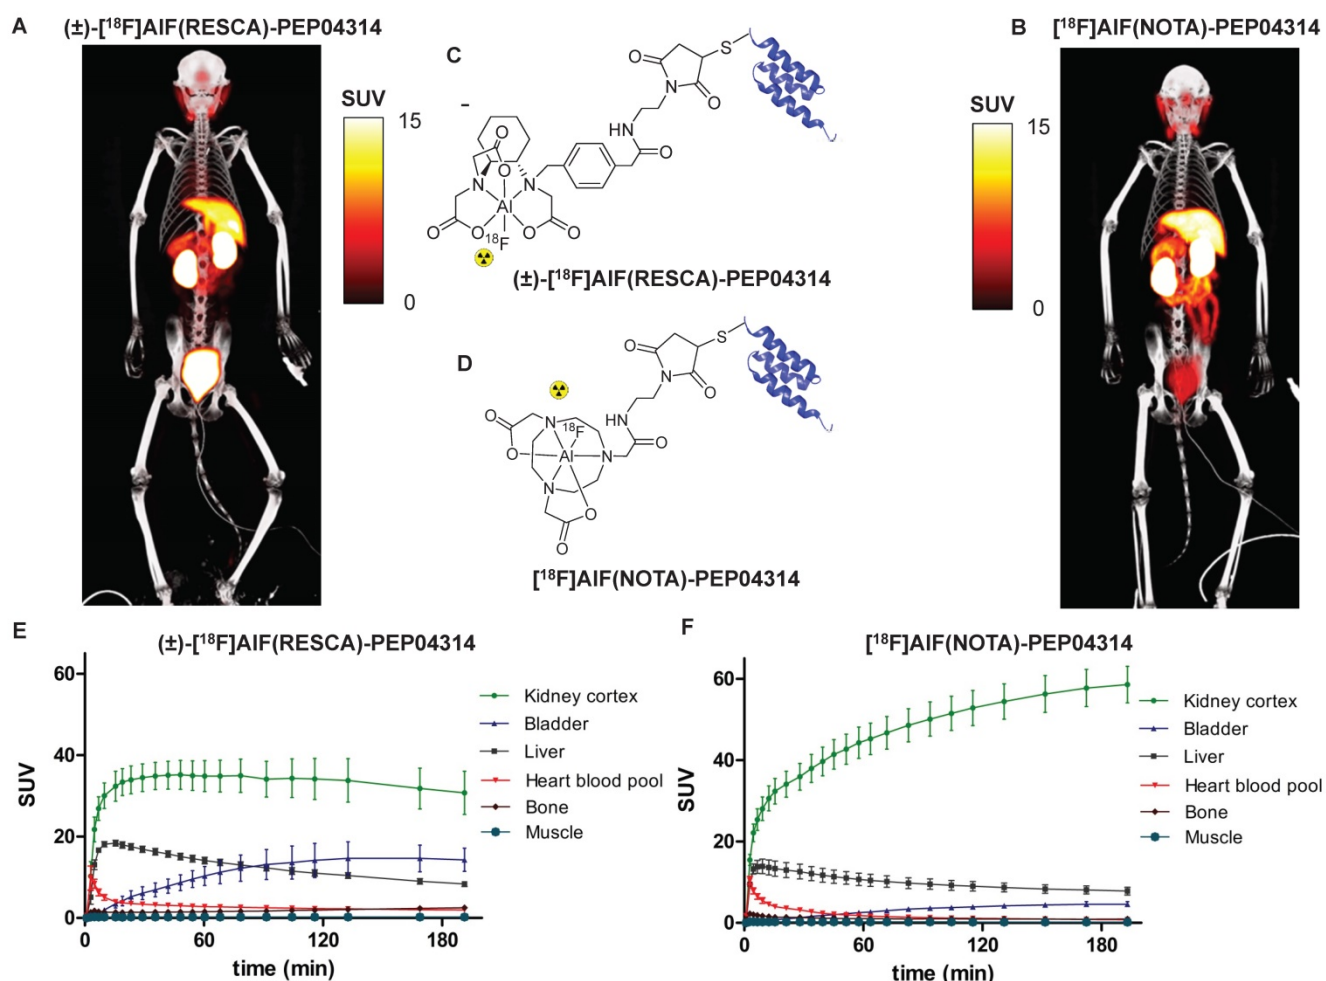 A
(±)-[¹⁸F]AlF(RESCA)-PEP04314
SUV
15
0
C
–
O
O
N
S
HN
O
O
O
N
N
Al
O
O
O
O
¹⁸F
(±)-[¹⁸F]AlF(RESCA)-PEP04314
D
O
O
N
S
HN
O
O
O
N
¹⁸F
Al
N
N
O
O
[¹⁸F]AlF(NOTA)-PEP04314
B
[¹⁸F]AlF(NOTA)-PEP04314
SUV
15
0
E
(±)-[¹⁸F]AlF(RESCA)-PEP04314
SUV
60
40
20
0
0
60
120
180
time (min)
Kidney cortex
Bladder
Liver
Heart blood pool
Bone
Muscle
F
[¹⁸F]AlF(NOTA)-PEP04314
SUV
60
40
20
0
0
60
120
180
time (min)
Kidney cortex
Bladder
Liver
Heart blood pool
Bone
Muscle